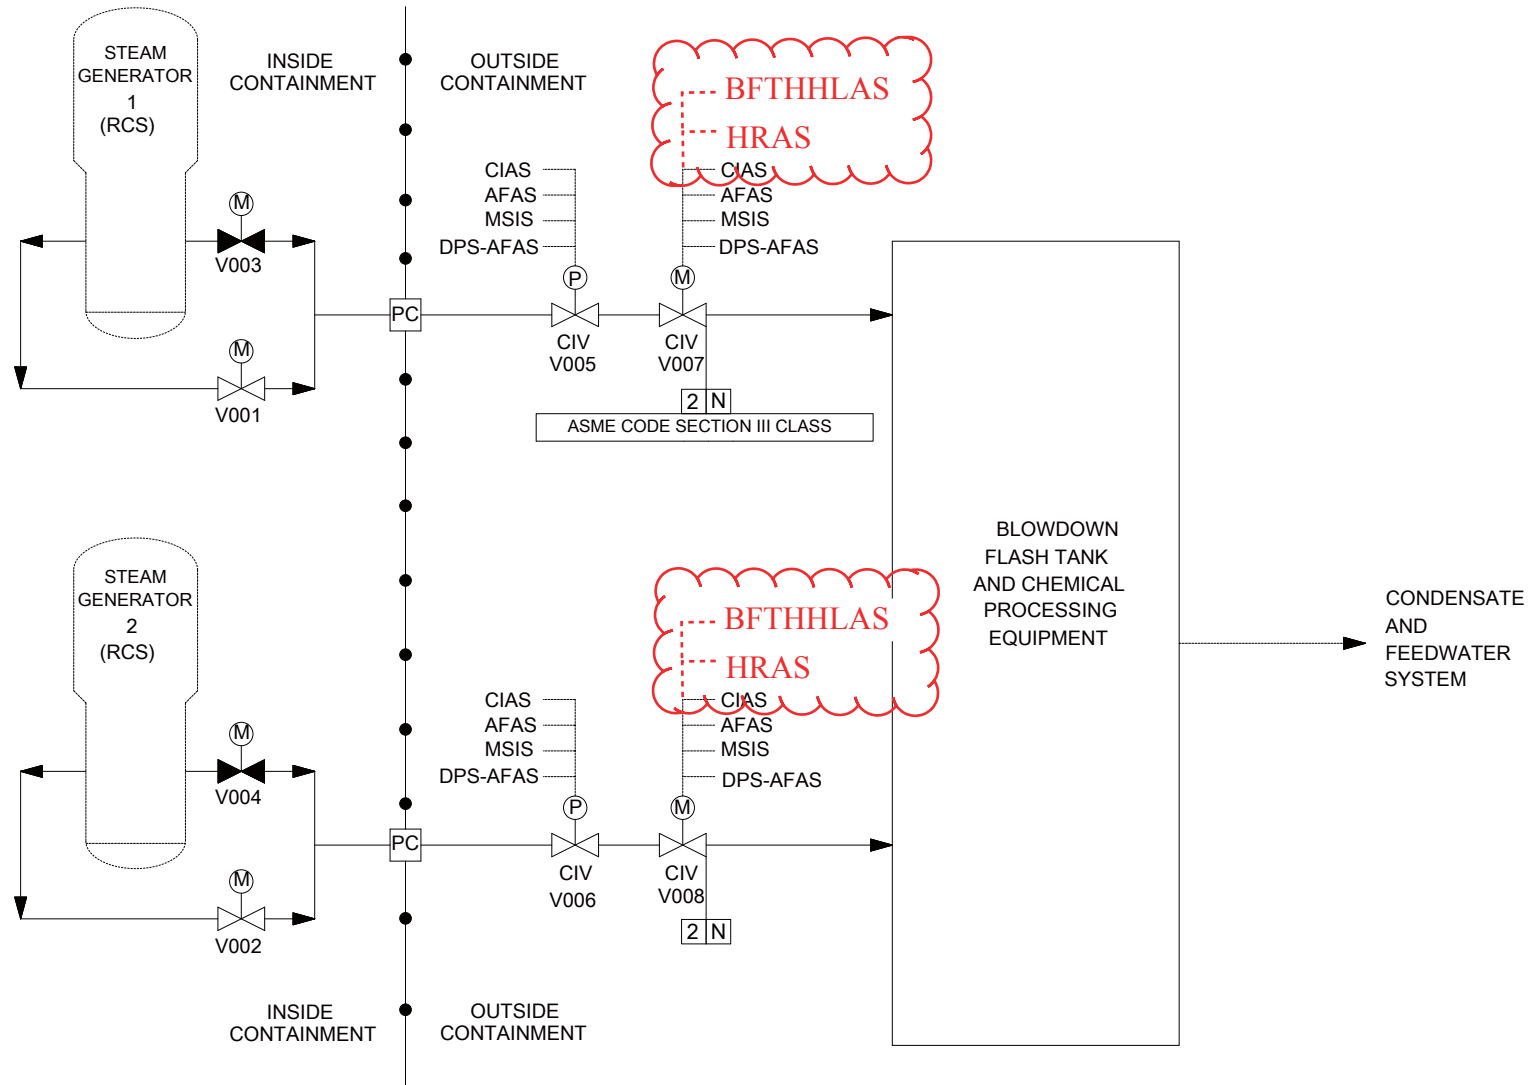 STEAM
GENERATOR
1
(RCS)
INSIDE
CONTAINMENT
OUTSIDE
CONTAINMENT
BFTHHLAS
HRAS
CIAS
AFAS
MSIS
DPS-AFAS
CIAS
AFAS
MSIS
DPS-AFAS
M
V003
P
M
PC
CIV
V005
CIV
V007
M
V001
2 N
ASME CODE SECTION III CLASS
BLOWDOWN
FLASH TANK
AND CHEMICAL
PROCESSING
EQUIPMENT
CONDENSATE
AND
FEEDWATER
SYSTEM
STEAM
GENERATOR
2
(RCS)
BFTHHLAS
HRAS
CIAS
AFAS
MSIS
DPS-AFAS
CIAS
AFAS
MSIS
DPS-AFAS
M
V004
P
M
PC
CIV
V006
CIV
V008
M
V002
2 N
INSIDE
CONTAINMENT
OUTSIDE
CONTAINMENT